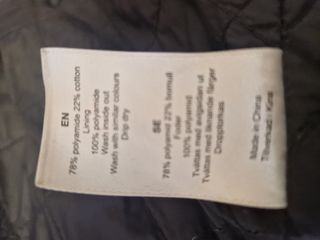 EN
78% polyamide 22% cotton
Lining
100% polyamide
Wash inside out
Wash with similar colours
Drip dry
SE
78% polyamid 22% bomull
Foder
100% polyamid
Tvättas med avigsidan ut
Tvättas med liknande färger
Dropptorkas
Made in China
Tillverkad i Kina